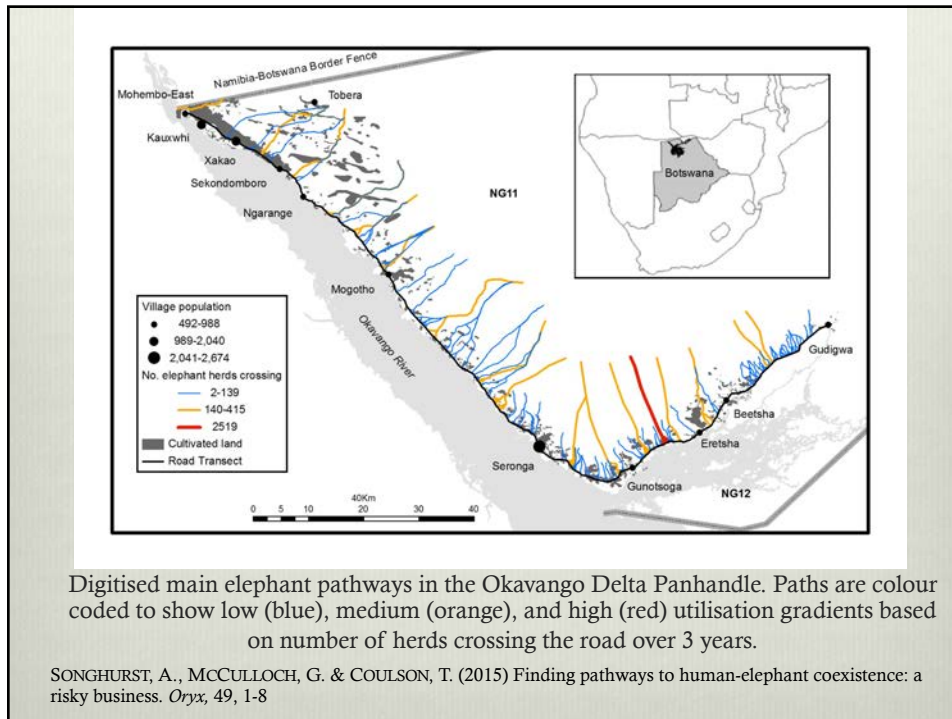 Namibia-Botswana Border Fence
Mohembo-East
Tobera
Kauxwhi
Xakao
Sekondomboro
Ngarange
NG11
Botswana
Mogotho
Okavango River
Village population
492-988
989-2,040
2,041-2,674
No. elephant herds crossing
2-139
140-415
2519
Cultivated land
Road Transect
Gudigwa
Beetsha
Eretsha
Seronga
Gunotsoga
NG12
40Km
0 5 10 20 30 40
Digitised main elephant pathways in the Okavango Delta Panhandle. Paths are colour
coded to show low (blue), medium (orange), and high (red) utilisation gradients based
on number of herds crossing the road over 3 years.
SONGHURST, A., MCCULLOCH, G. & COULSON, T. (2015) Finding pathways to human-elephant coexistence: a
risky business. Oryx, 49, 1-8